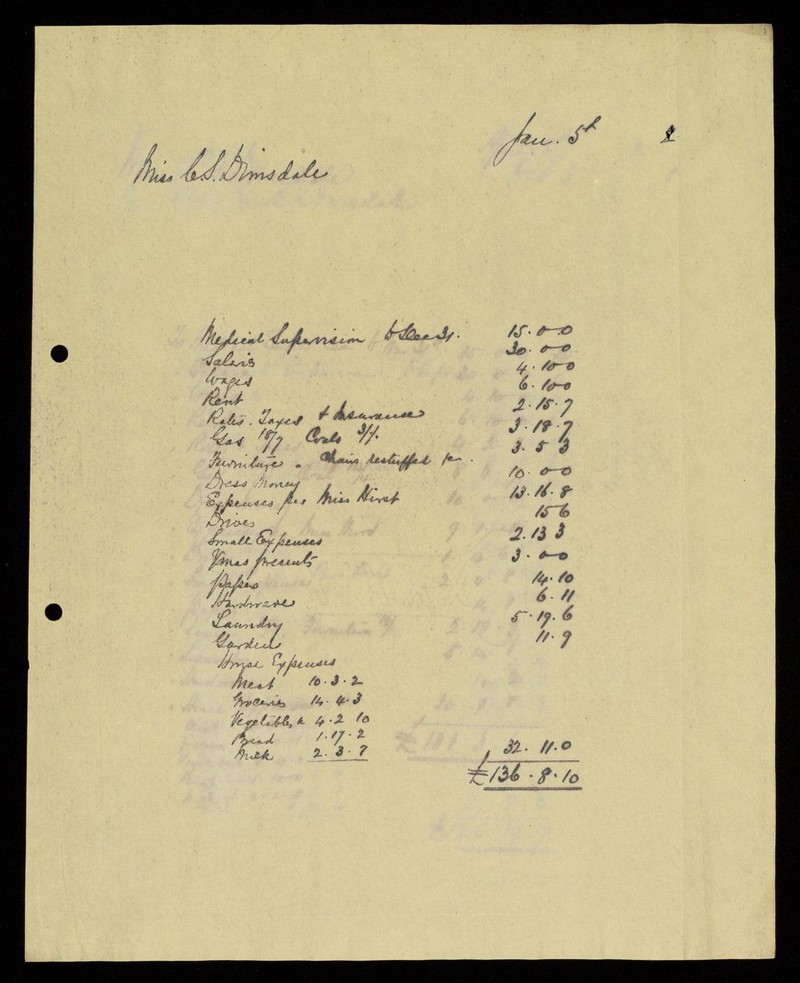 Jan. 5th
Miss C.S. Dimsdale
Medical Supervision to Dec 31. 15.0.0
Salaries 30.0.0
Wages 4.10.0
Rent 6.10.0
Rates. Taxes & Insurance 2.15.7
Gas 15/7 Coals 3/3/. 3.18.7
Furniture. Chairs restuffed &c. 3.5.3
Dress Money 10.0.0
Expenses per Miss Hirst 13.16.8
Drives 15 6
Small Expenses 2.13 3
Xmas presents 3.0.0
Papers 14.10
Hardware 6.11
Laundry 5.19.6
Garden 11.9
House Expenses
Meat 10.3.2
Groceries 14.4.3
Vegetables &c 4.2 10
Bread 1.17.2
Milk 2.3.7 32.11.0
£136.8.10